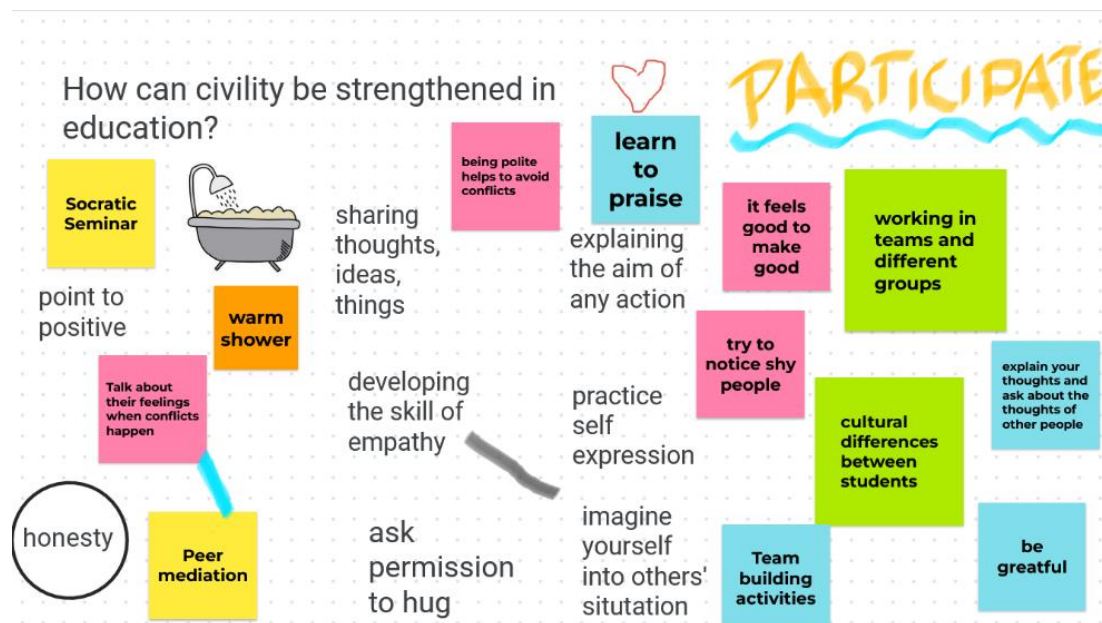 How can civility be strengthened in
education?
PARTICIPATE
Socratic
Seminar
being polite
helps to avoid
conflicts
learn
to
praise
sharing
thoughts,
ideas,
things
explaining
the aim of
any action
it feels
good to
make
good
working in
teams and
different
groups
point to
positive
warm
shower
try to
notice shy
people
explain your
thoughts and
ask about the
thoughts of
other people
Talk about
their feelings
when conflicts
happen
developing
the skill of
empathy
practice
self
expression
cultural
differences
between
students
honesty
Peer
mediation
ask
permission
to hug
imagine
yourself
into others'
situtation
Team
building
activities
be
greatful